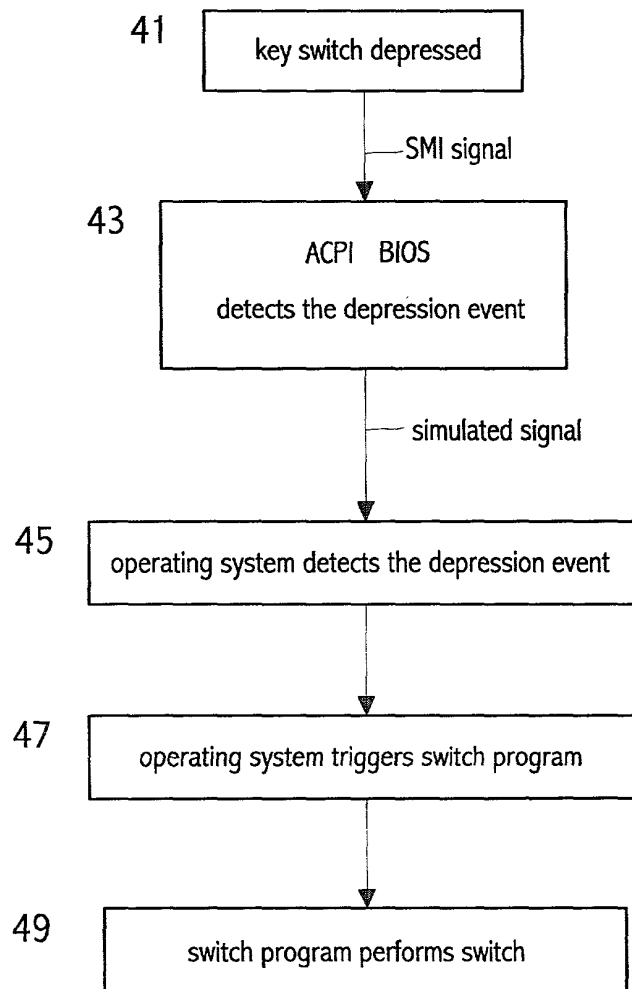 41
key switch depressed
SMI signal
43
ACPI BIOS
detects the depression event
simulated signal
45
operating system detects the depression event
47
operating system triggers switch program
49
switch program performs switch